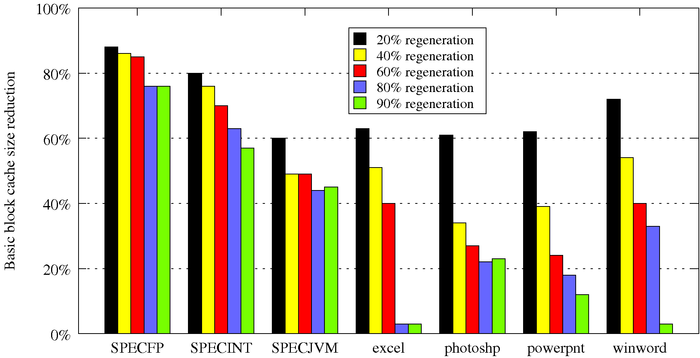 Basic block cache size reduction
100%
80%
60%
40%
20%
0%
20% regeneration
40% regeneration
60% regeneration
80% regeneration
90% regeneration
SPECFP SPECINT SPECJVM excel photoshp powerpnt winword